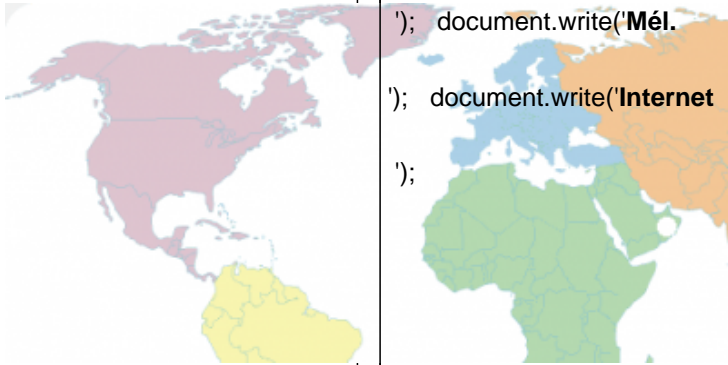 '); document.write('Mél.
'); document.write('Internet
');